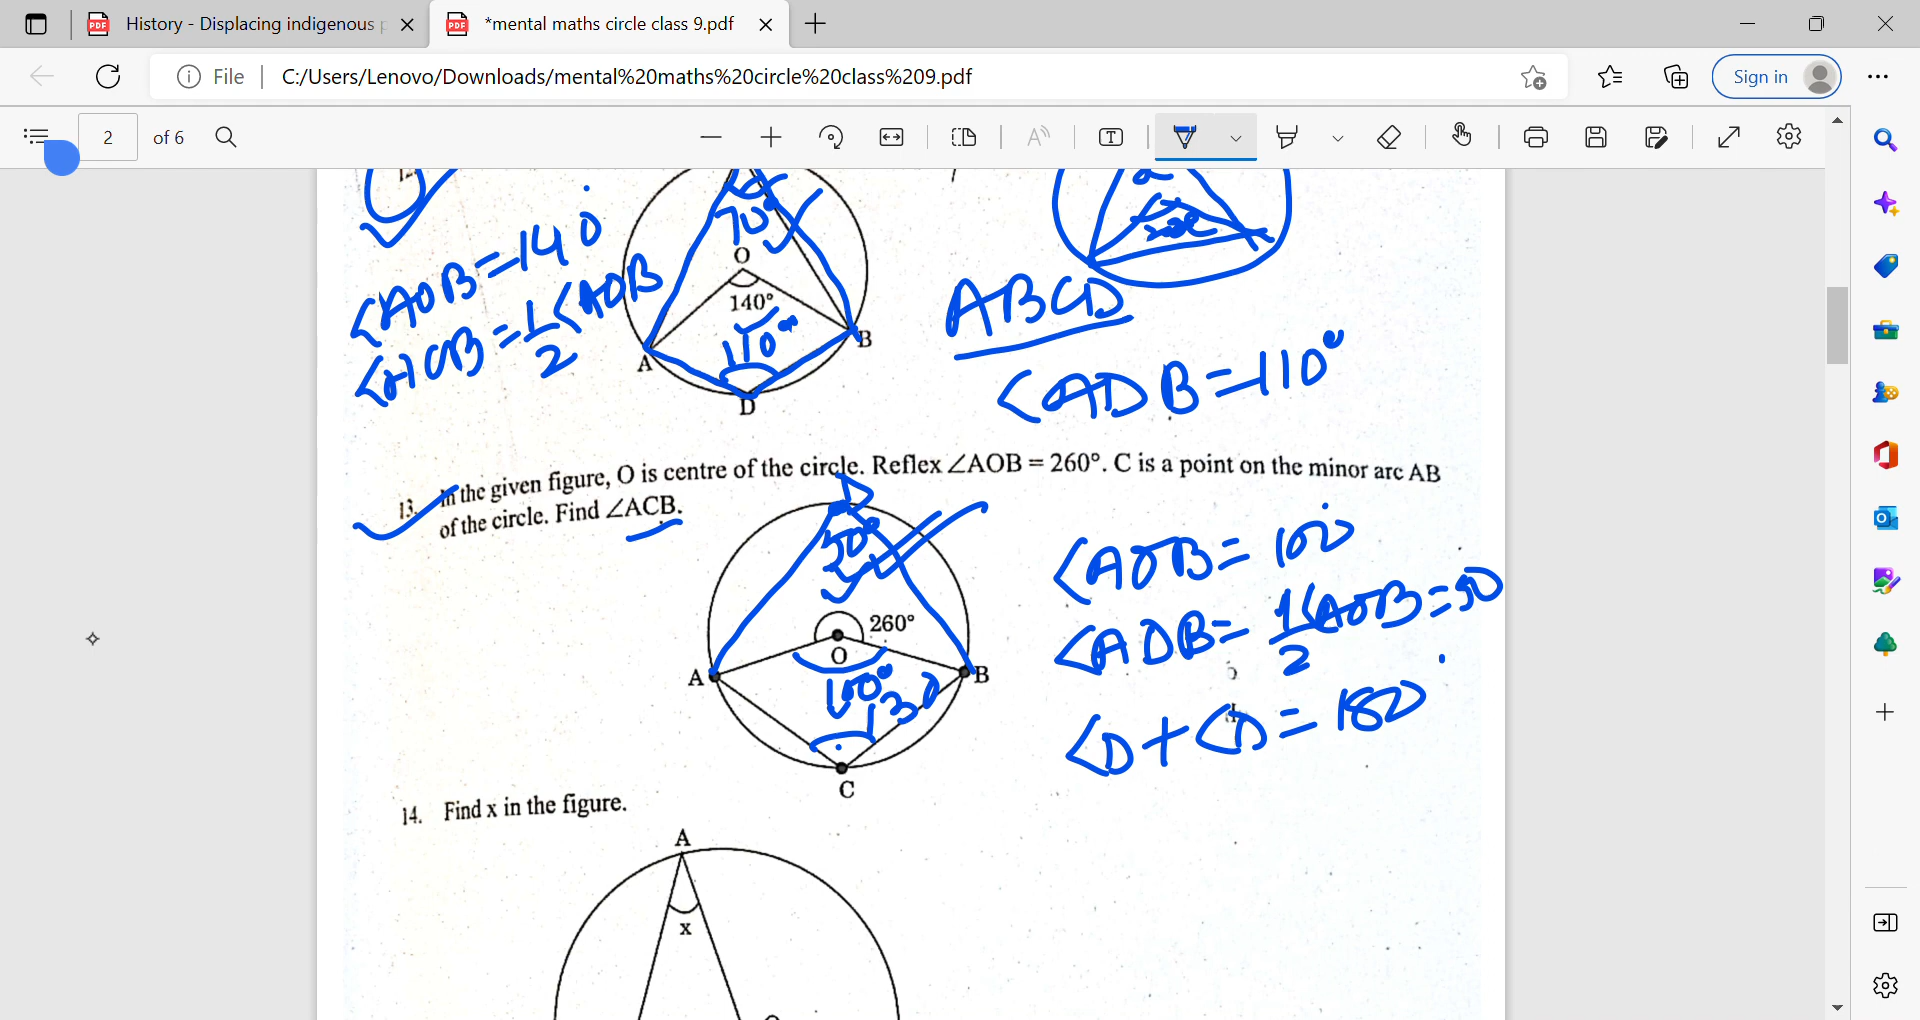 History - Displacing indigenous p
*mental maths circle class 9.pdf
File
C:/Users/Lenovo/Downloads/mental%20maths%20circle%20class%209.pdf
Sign in
2
of 6
70°
O
140°
110°
A
B
D
<AOB=140
<ACB=1/2<AOB
ABCD
<ADB=110°
13. In the given figure, O is centre of the circle. Reflex ∠AOB = 260°. C is a point on the minor arc AB
of the circle. Find ∠ACB.
D
50°
260°
O
A
B
100°
130
C
<AOB=100
<ADB=1/2<AOB=50
<D+<D=180
14. Find x in the figure.
A
x